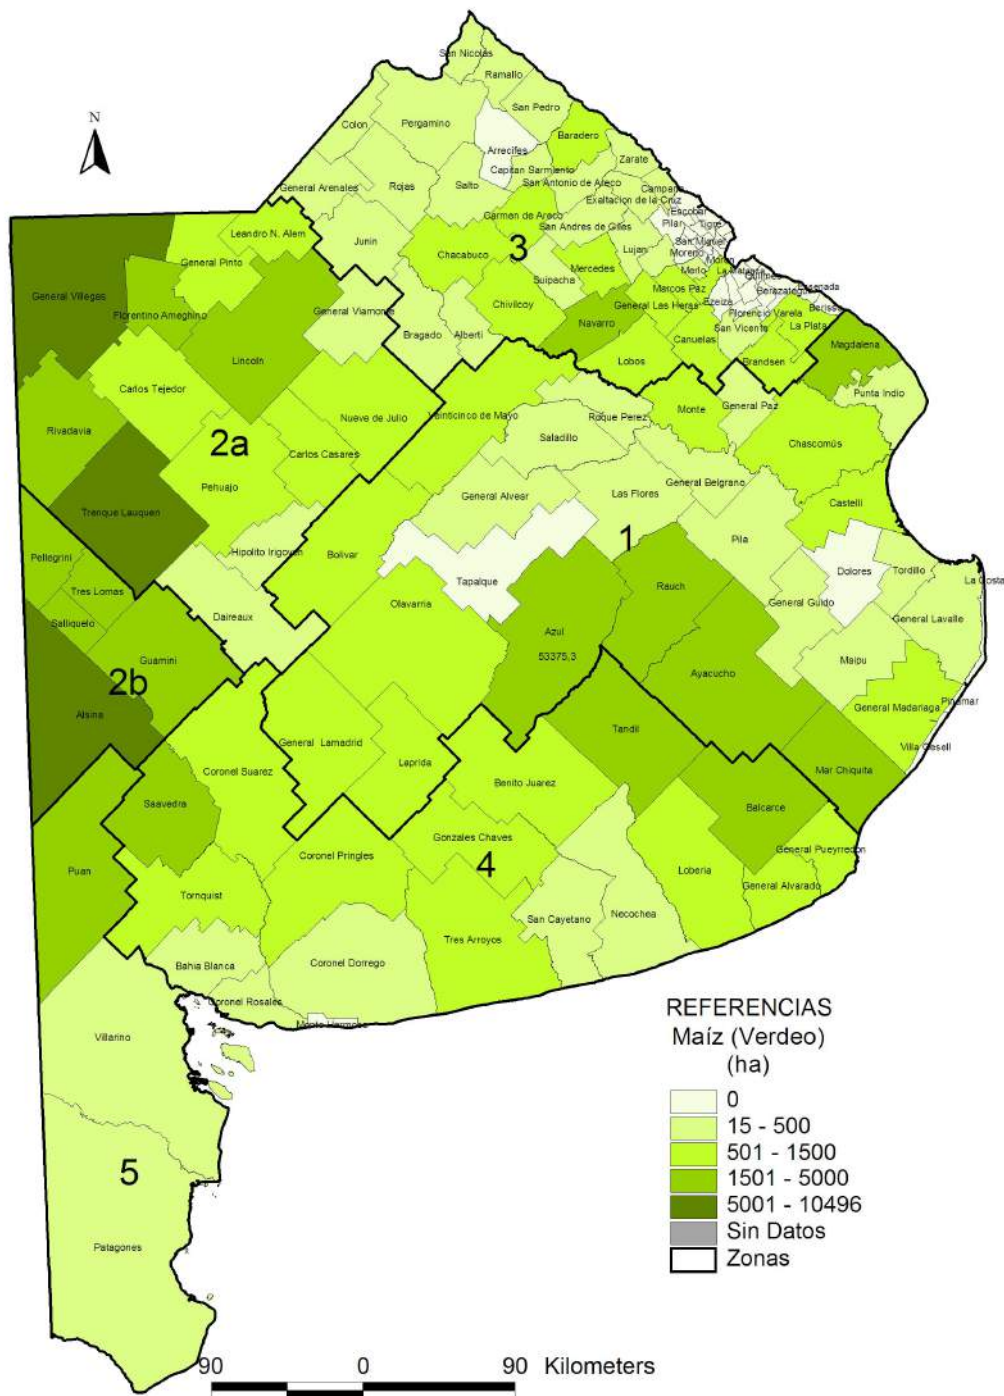 San Nicolás
Ramallo
San Pedro
Colon
Pergamino
Baradero
N
Arrecifes
Zarate
Capitan Sarmiento
San Antonio de Areco
General Arenales
Rojas
Salto
Campana
Exaltacion de la Cruz
Escobar
Carmen de Areco
Pilar
Tigre
Leandro N. Alem
San Andres de Giles
Junin
3
Lujan
San Miguel
Chacabuco
Moreno
General Pinto
Moron
Suipacha
Mercedes
Merlo
La Matanza
Quilmes
General Villegas
Marcos Paz
Ensenada
Berazategui
Chivilcoy
General Las Heras
Ezeiza
Berisso
General Viamonte
Florentino Ameghino
Navarro
Florencio Varela
San Vicente
La Plata
Bragado
Alberti
Canuelas
Magdalena
Lincoln
Lobos
Brandsen
Carlos Tejedor
Punta Indio
General Paz
Monte
Nueve de Julio
Veinticinco de Mayo
Roque Perez
Rivadavia
2a
Saladillo
Chascomús
Carlos Casares
General Belgrano
Pehuajo
General Alvear
Las Flores
Castelli
Trenque Lauquen
1
Pila
Hipolito Irigoyen
Bolivar
Pellegrini
Dolores
Tordillo
La Costa
Tapalque
Rauch
Tres Lomas
Olavarria
General Guido
Daireaux
General Lavalle
Salliquelo
Azul
Guamini
53375,3
Maipu
2b
Ayacucho
Pinamar
Alsina
General Madariaga
Tandil
General Lamadrid
Villa Gesell
Coronel Suarez
Laprida
Mar Chiquita
Benito Juarez
Saavedra
Balcarce
Gonzales Chaves
General Pueyrredon
Coronel Pringles
4
Puan
Loberia
General Alvarado
Tornquist
Necochea
San Cayetano
Tres Arroyos
Coronel Dorrego
Bahia Blanca
Coronel Rosales
Monte Hermoso
Villarino
5
Patagones
REFERENCIAS
Maíz (Verdeo)
(ha)
0
15 - 500
501 - 1500
1501 - 5000
5001 - 10496
Sin Datos
Zonas
90 0 90 Kilometers